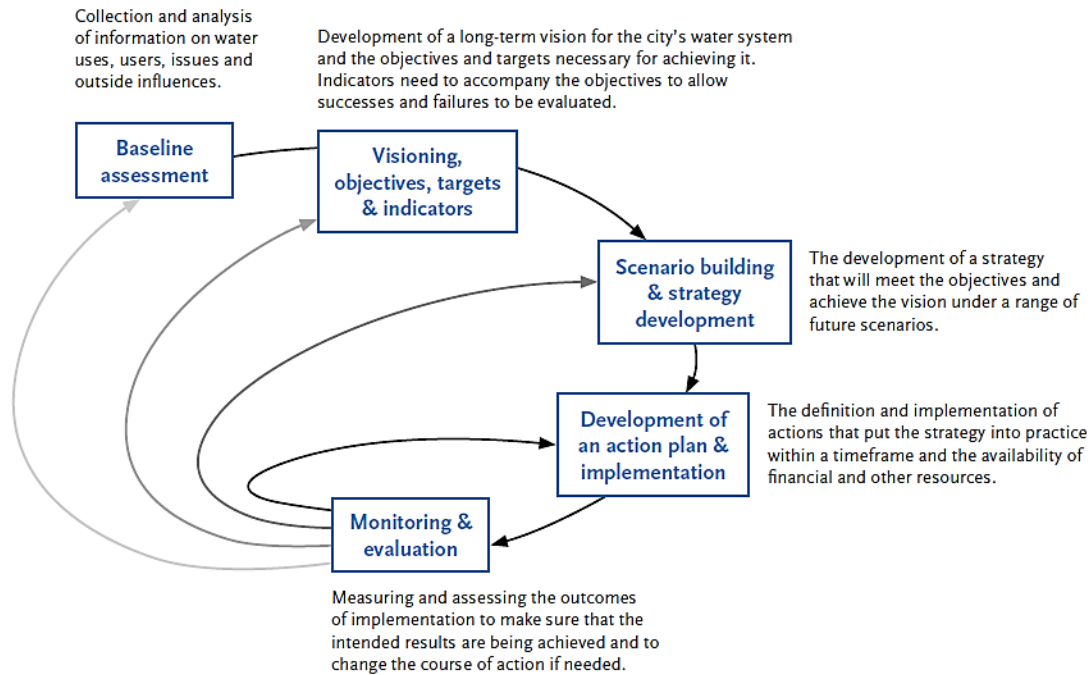 Collection and analysis
of information on water
uses, users, issues and
outside influences.
Development of a long-term vision for the city’s water system
and the objectives and targets necessary for achieving it.
Indicators need to accompany the objectives to allow
successes and failures to be evaluated.
Baseline
assessment
Visioning,
objectives, targets
& indicators
Scenario building
& strategy
development
The development of a strategy
that will meet the objectives and
achieve the vision under a range of
future scenarios.
Development of
an action plan &
implementation
The definition and implementation of
actions that put the strategy into practice
within a timeframe and the availability of
financial and other resources.
Monitoring &
evaluation
Measuring and assessing the outcomes
of implementation to make sure that the
intended results are being achieved and to
change the course of action if needed.